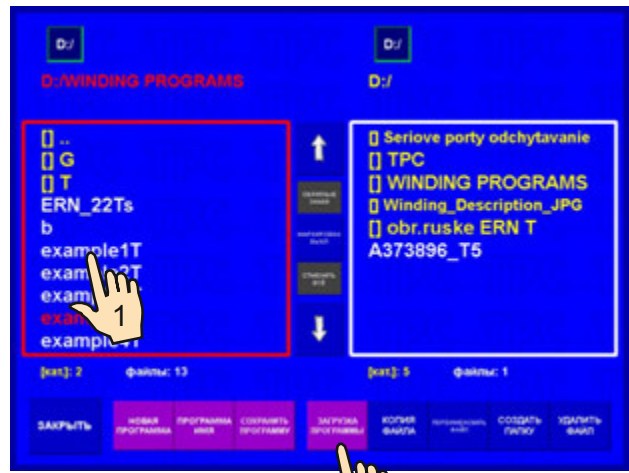 D:/
D:/
D:/WINDING PROGRAMS
D:/
[] ..
[] G
[] T
ERN_22Ts
b
example1T
1
[] Seriove porty odchytavanie
[] TPC
[] WINDING PROGRAMS
[] Winding_Description_JPG
[] obr.ruske ERN T
A373896_T5
ОТМЕНИТЬ
ВСЁ
[кат.]: 2
файлы: 13
[кат.]: 5
файлы: 1
ЗАКРЫТЬ
НОВАЯ
ПРОГРАММА
ПРОГРАММА
ИМЯ
СОХРАНИТЬ
ПРОГРАММУ
ЗАГРУЗКА
ПРОГРАММЫ
КОПИЯ
ФАЙЛА
СОЗДАТЬ
ПАПКУ
УДАЛИТЬ
ФАЙЛ